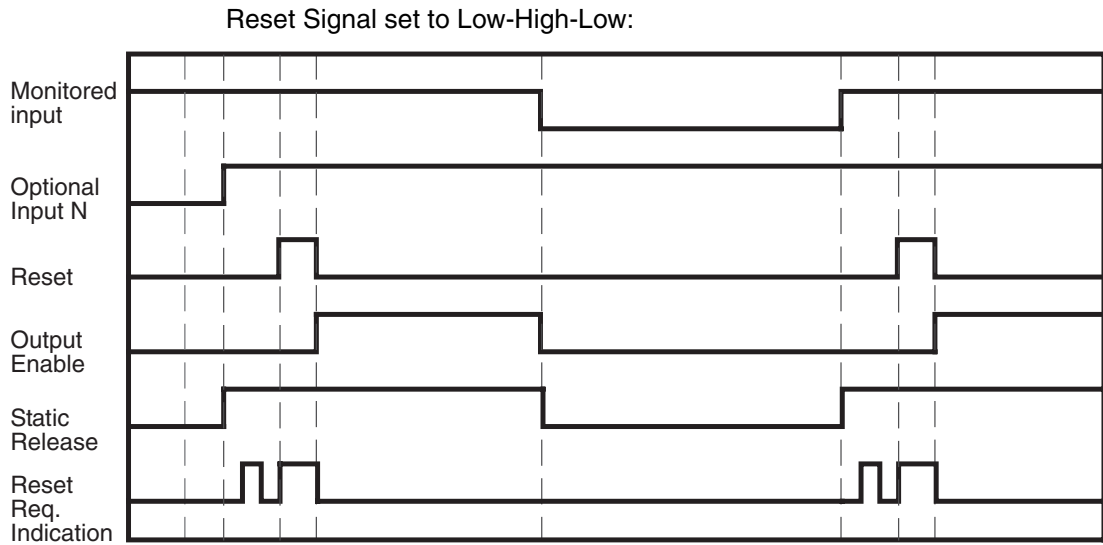 Reset Signal set to Low-High-Low:
Monitored
input
Optional
Input N
Reset
Output
Enable
Static
Release
Reset
Req.
Indication